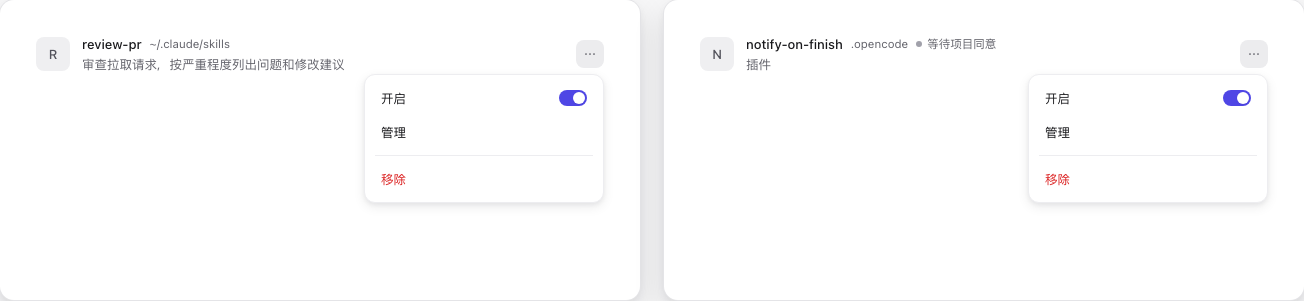 R
review-pr ~/.claude/skills
审查拉取请求，按严重程度列出问题和修改建议
···
开启
管理
移除
N
notify-on-finish .opencode ● 等待项目同意
插件
···
开启
管理
移除